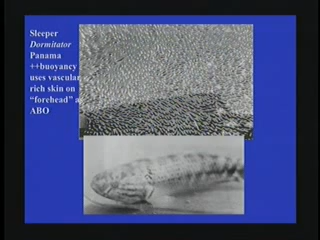 Sleeper
Dormitator
Panama
++buoyancy
uses vascular
rich skin on
"forehead" a
ABO